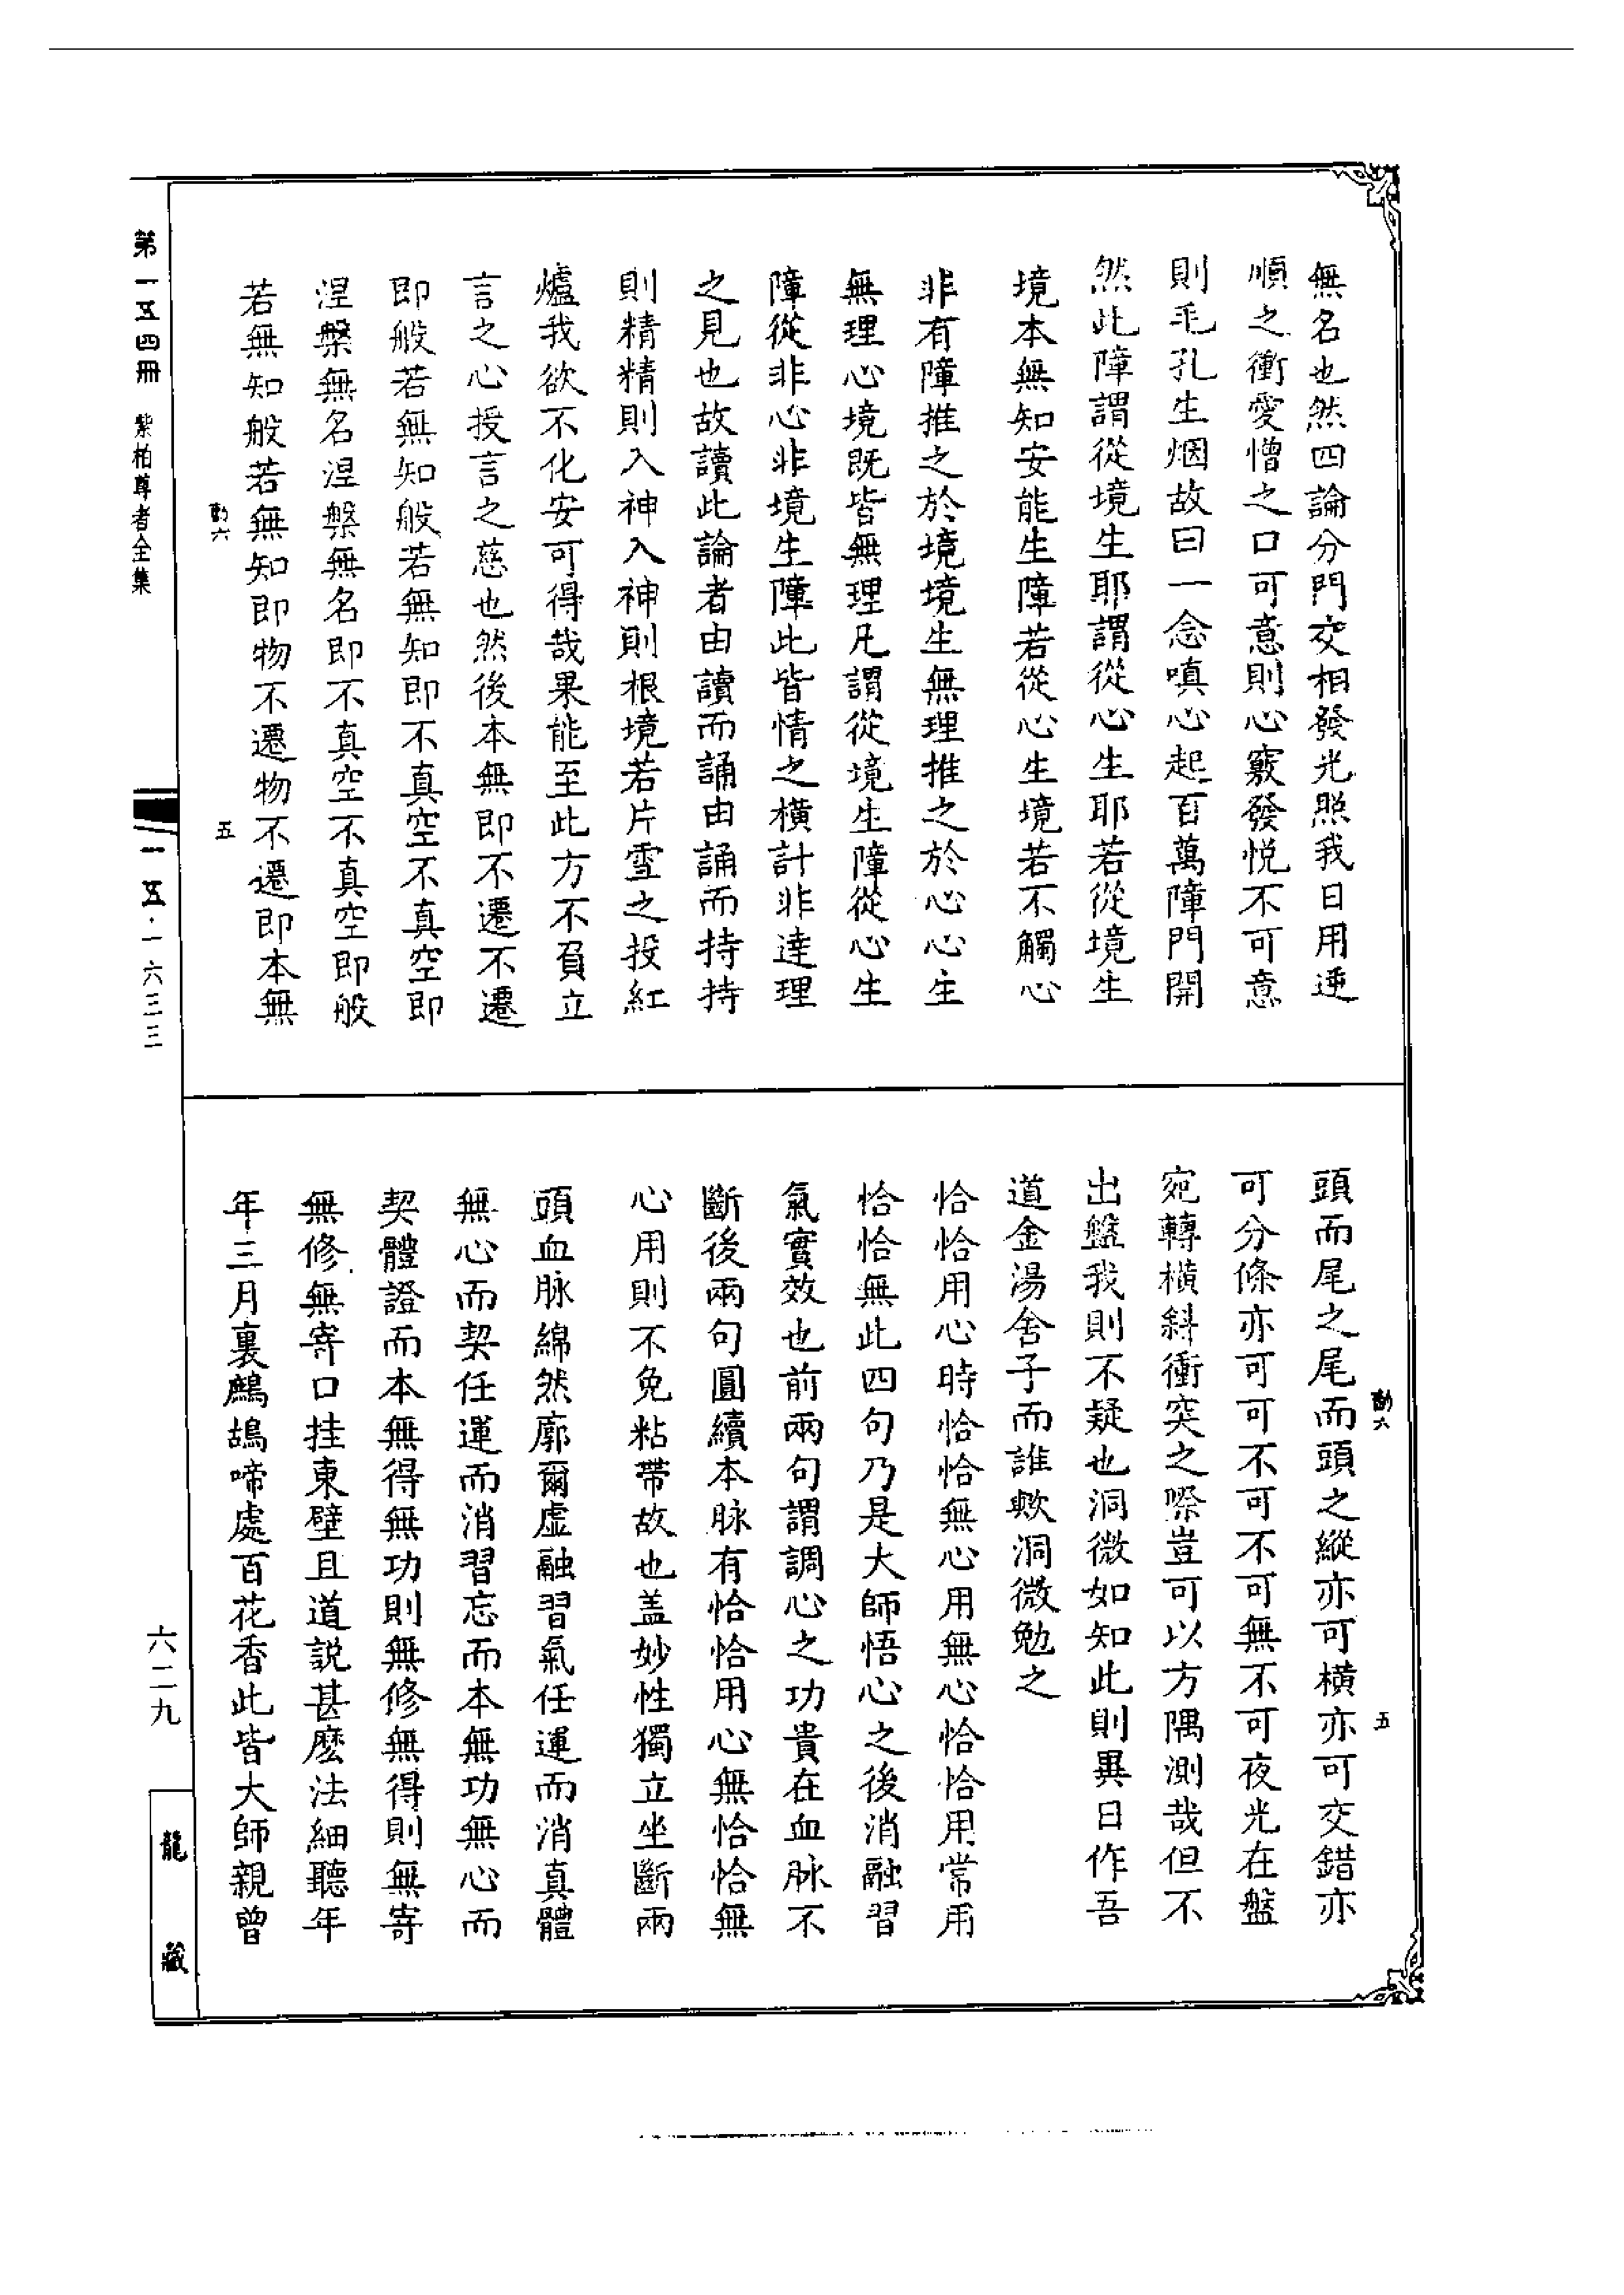 無名也然四論分門交相發光照我日用逆
順之衝愛憎之口可意則心竅發悅不可意
則毛孔生烟故曰一念嗔心起百萬障門開
然此障謂從境生耶謂從心生耶若從境生
境本無知安能生障若從心生境若不觸心
非有障推之於境境生無理推之於心心生
無理心境既皆無理凡謂從境生障從心生
障從非心非境生障此皆情之橫計非達理
之見也故讀此論者由讀而誦由誦而持持
則精精則入神入神則根境若片雪之投紅
爐我欲不化安可得哉果能至此方不負立
言之心授言之慈也然後本無即不遷不遷
即般若無知般若無知即不真空不真空即
涅槃無名涅槃無名即不真空不真空即般
若無知般若無知即物不遷物不遷即本無
五
頭而尾之尾而頭之縱亦可橫亦可交錯亦
可分條亦可可不可不可無不可夜光在盤
宛轉橫斜衝突之際豈可以方隅測哉但不
出盤我則不疑也洞微如知此則異日作吾
道金湯舍子而誰歟洞微勉之
恰恰用心時恰恰無心用無心恰恰用常用
恰恰無此四句乃是大師悟心之後消融習
氣實效也前兩句謂調心之功貴在血脉不
斷後兩句圓續本脉有恰恰用心無恰恰無
心用則不免粘帶故也盖妙性獨立坐斷兩
頭血脉綿然廓爾虛融習氣任運而消真體
無心而契任運而消習忘而本無功無心而
契體證而本無得無功則無修無得則無寄
無修無寄口挂東壁且道説甚麽法細聽年
年三月裏鷓鴣啼處百花香此皆大師親曾
五
第一五四冊 紫柏尊者全集
一五·一六三三
六二九
龍藏